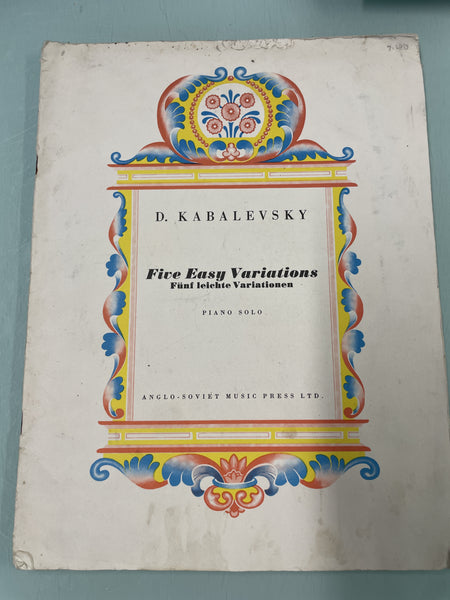 D. KABALEVSKY
Five Easy Variations
Fünf leichte Variationen
PIANO SOLO
ANGLO-SOVIET MUSIC PRESS LTD.